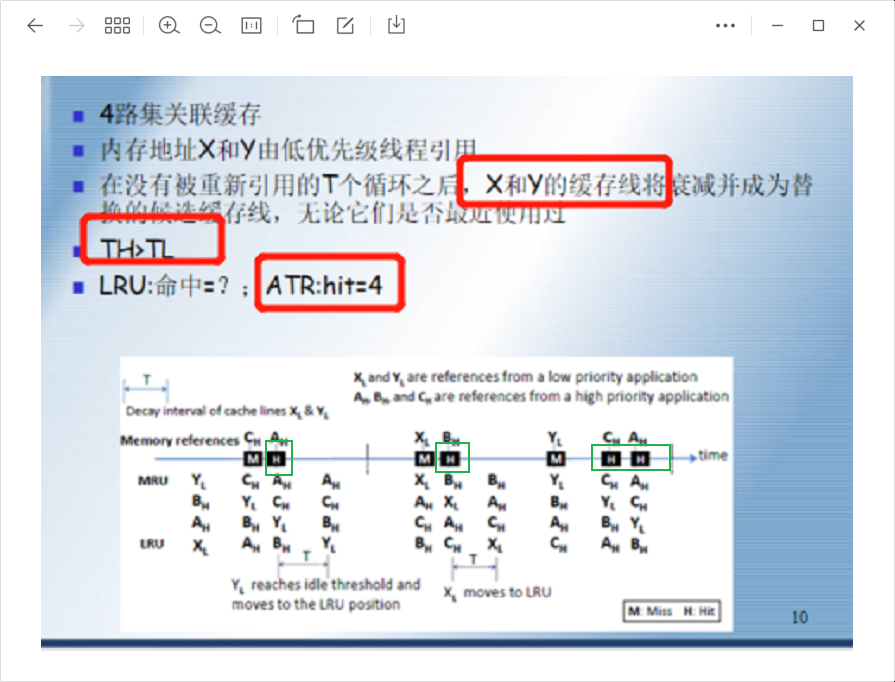 4路集关联缓存
内存地址X和Y由低优先级线程引用
在没有被重新引用的T个循环之后，X和Y的缓存线将衰减并成为替
换的候选缓存线，无论它们是否最近使用过
TH>TL
LRU:命中=？；ATR:hit=4
T
X_L and Y_L are references from a low priority application
A_H, B_H, and C_H are references from a high priority application
Decay interval of cache lines X_L & Y_L
Memory references C_H A_H X_L B_H Y_L C_H A_H
M H M H M H H time
MRU Y_L C_H A_H A_H X_L B_H B_H Y_L C_H A_H
B_H Y_L C_H C_H A_H X_L A_H B_H Y_L C_H
A_H B_H Y_L B_H C_H A_H C_H A_H B_H Y_L
LRU X_L A_H B_H Y_L B_H C_H X_L C_H A_H B_H
T T
Y_L reaches idle threshold and
moves to the LRU position
X_L moves to LRU
M: Miss H: Hit
10